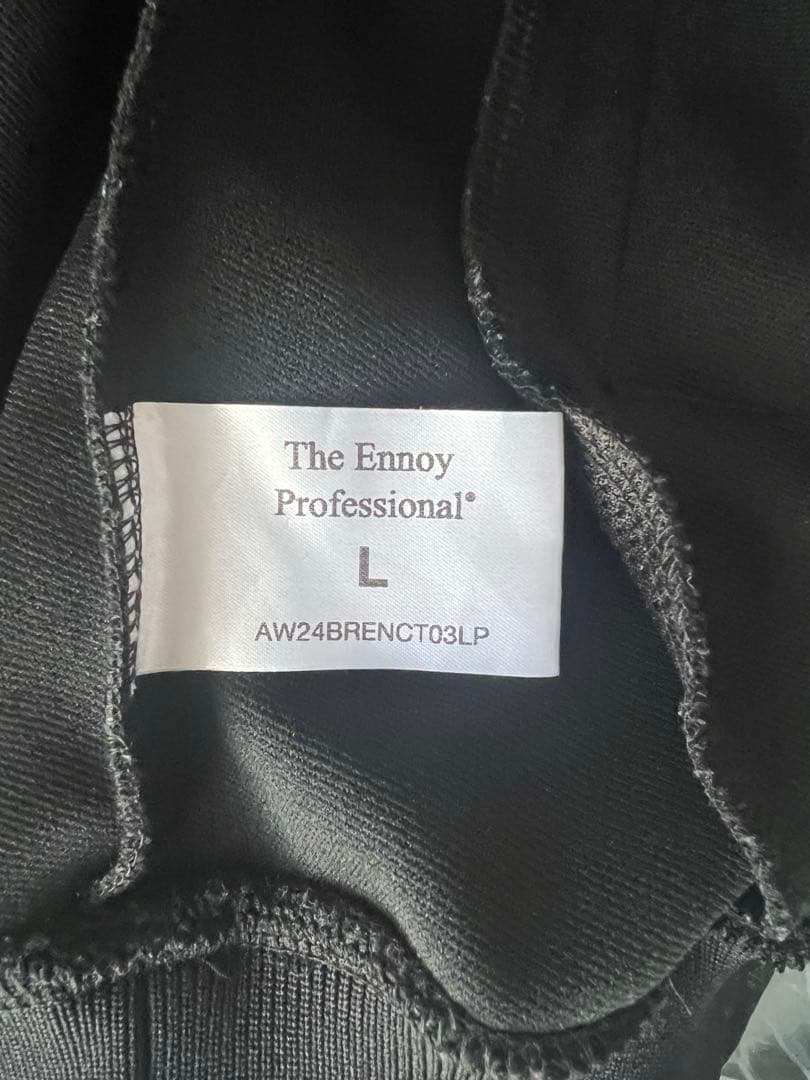 The Ennoy
Professional®
L
AW24BRENCT03LP